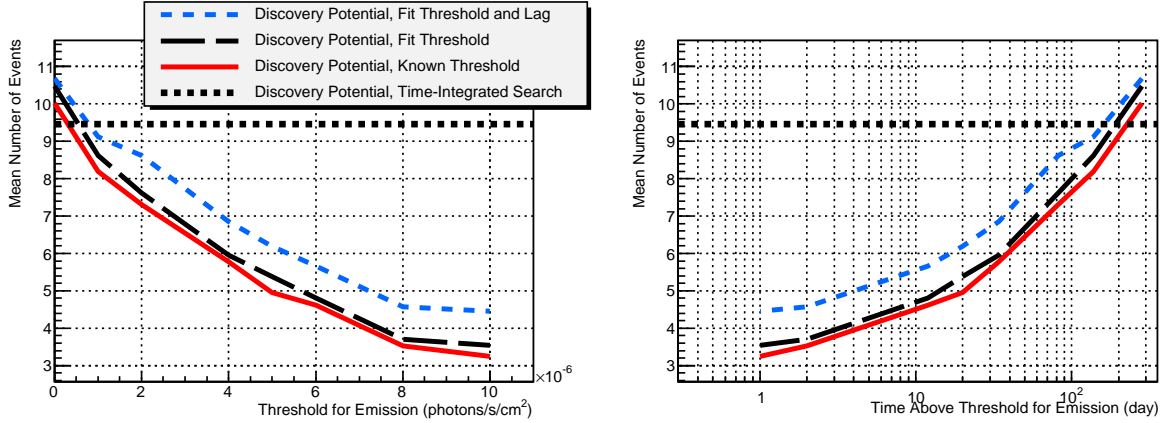 Discovery Potential, Fit Threshold and Lag
Discovery Potential, Fit Threshold
Discovery Potential, Known Threshold
Discovery Potential, Time-Integrated Search
Mean Number of Events
11
10
9
8
7
6
5
4
3
0 2 4 6 8 10
×10⁻⁶
Threshold for Emission (photons/s/cm²)
Mean Number of Events
11
10
9
8
7
6
5
4
3
1 10 10²
Time Above Threshold for Emission (day)